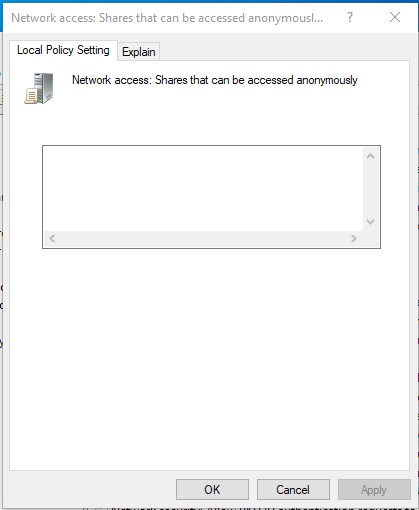 Network access: Shares that can be accessed anonymousl... ?
Local Policy Setting Explain
Network access: Shares that can be accessed anonymously
OK Cancel Apply